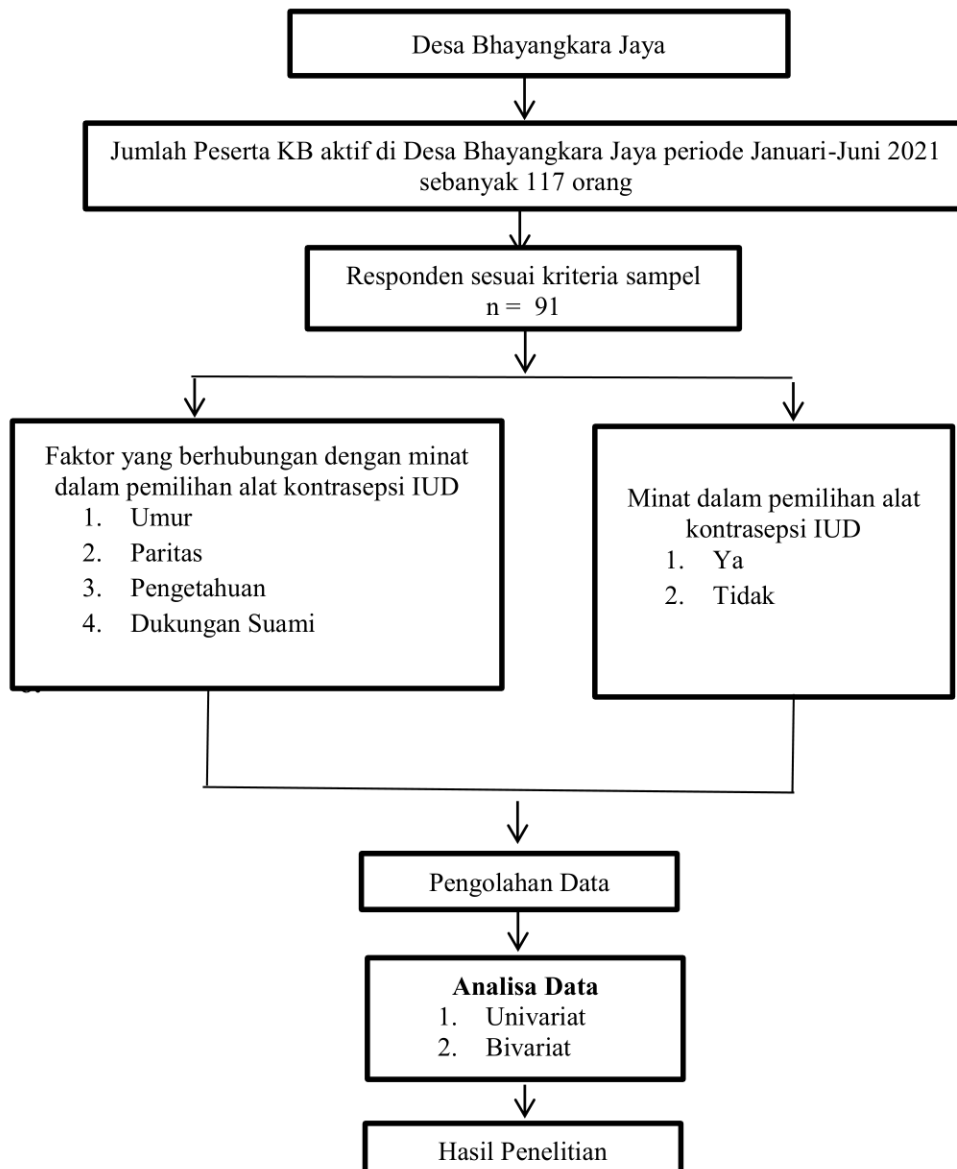 Desa Bhayangkara Jaya
Jumlah Peserta KB aktif di Desa Bhayangkara Jaya periode Januari-Juni 2021
sebanyak 117 orang
Responden sesuai kriteria sampel
n = 91
Faktor yang berhubungan dengan minat
dalam pemilihan alat kontrasepsi IUD
1. Umur
2. Paritas
3. Pengetahuan
4. Dukungan Suami
Minat dalam pemilihan alat
kontrasepsi IUD
1. Ya
2. Tidak
Pengolahan Data
Analisa Data
1. Univariat
2. Bivariat
Hasil Penelitian